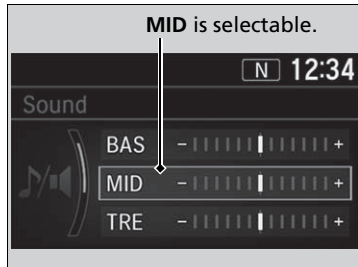 MID is selectable.
N 12:34
Sound
BAS - +
MID - +
TRE - +